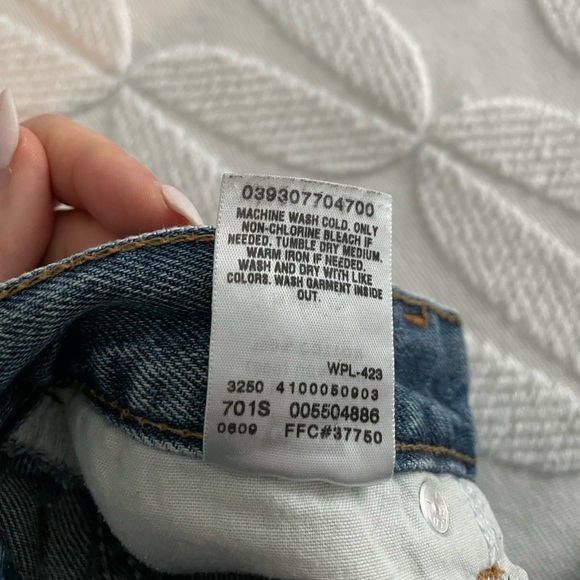 039307704700
MACHINE WASH COLD. ONLY
NON-CHLORINE BLEACH IF
NEEDED. TUMBLE DRY MEDIUM.
WARM IRON IF NEEDED.
WASH AND DRY WITH LIKE
COLORS. WASH GARMENT INSIDE
OUT.
WPL-423
3250 4100050903
701S 005504886
0609 FFC#37750